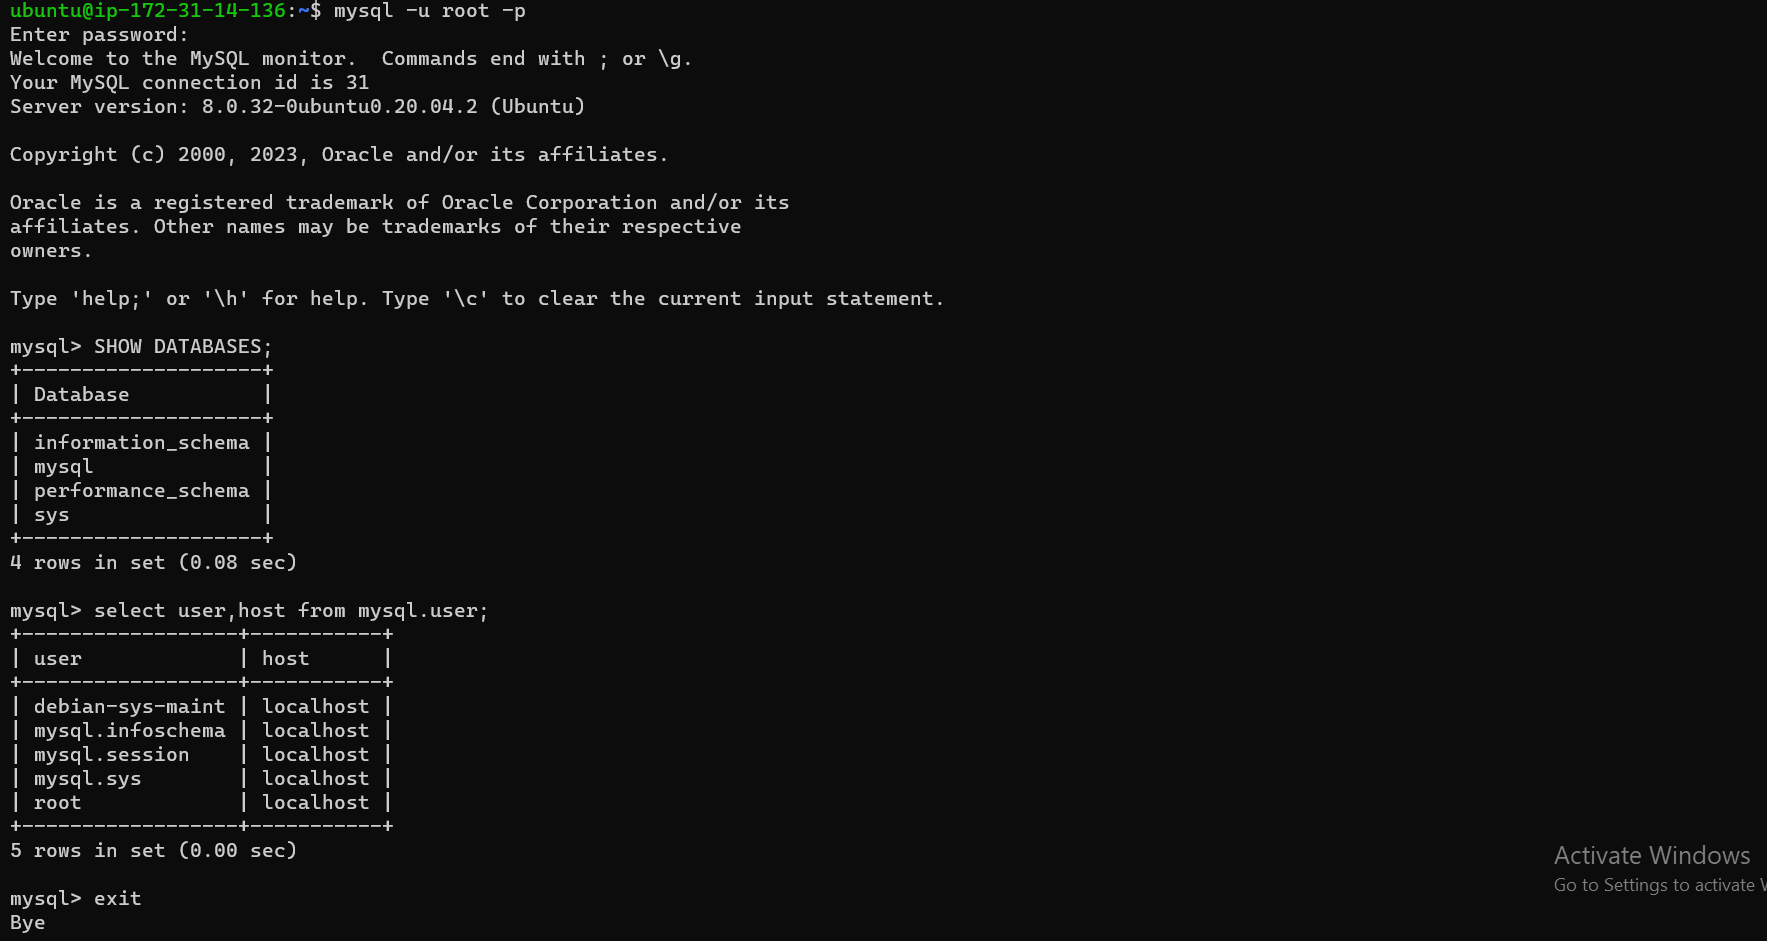 ubuntu@ip-172-31-14-136:~$ mysql -u root -p
Enter password:
Welcome to the MySQL monitor.  Commands end with ; or \g.
Your MySQL connection id is 31
Server version: 8.0.32-0ubuntu0.20.04.2 (Ubuntu)

Copyright (c) 2000, 2023, Oracle and/or its affiliates.

Oracle is a registered trademark of Oracle Corporation and/or its
affiliates. Other names may be trademarks of their respective
owners.

Type 'help;' or '\h' for help. Type '\c' to clear the current input statement.

mysql> SHOW DATABASES;
+--------------------+
| Database           |
+--------------------+
| information_schema |
| mysql              |
| performance_schema |
| sys                |
+--------------------+
4 rows in set (0.08 sec)

mysql> select user,host from mysql.user;
+------------------+-----------+
| user             | host      |
+------------------+-----------+
| debian-sys-maint | localhost |
| mysql.infoschema | localhost |
| mysql.session    | localhost |
| mysql.sys        | localhost |
| root             | localhost |
+------------------+-----------+
5 rows in set (0.00 sec)

mysql> exit
Bye
Activate Windows
Go to Settings to activate